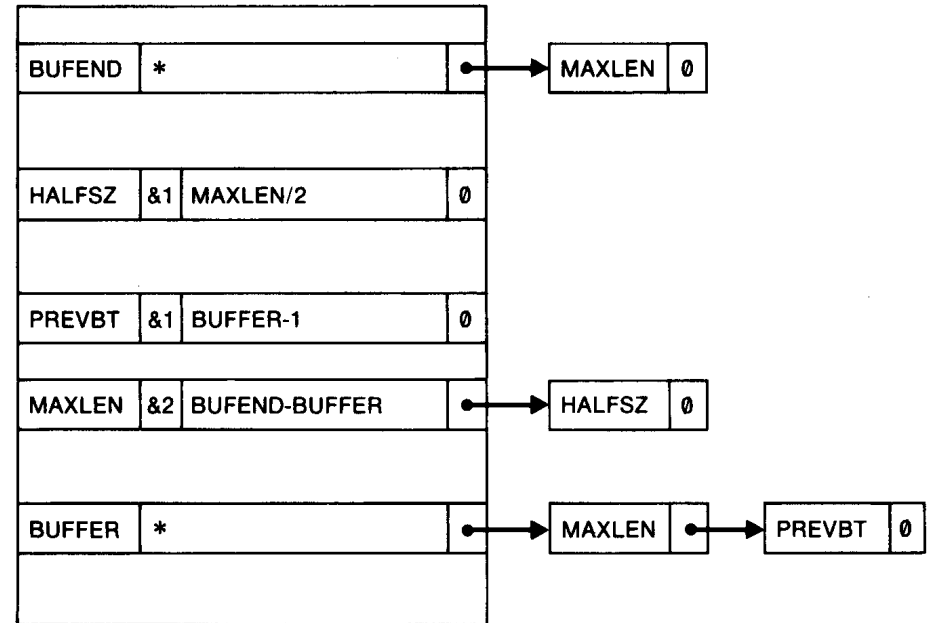 BUFEND * MAXLEN 0
HALFSZ &1 MAXLEN/2 0
PREVBT &1 BUFFER-1 0
MAXLEN &2 BUFEND-BUFFER HALFSZ 0
BUFFER * MAXLEN PREVBT 0